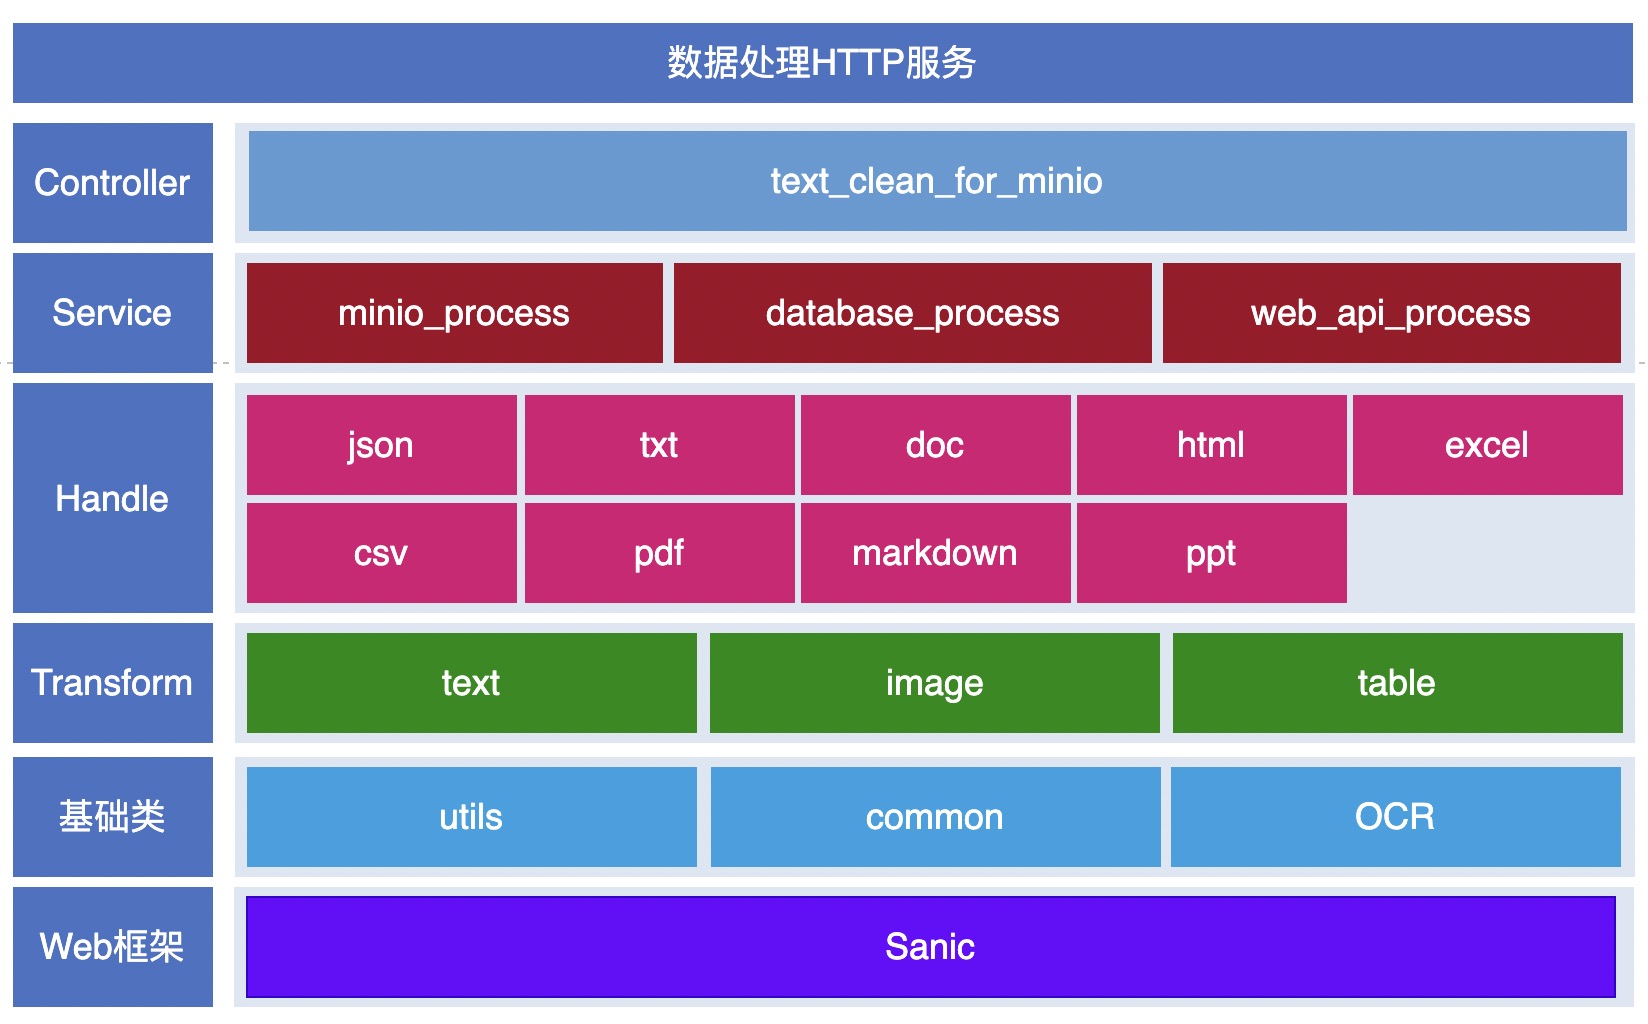 数据处理HTTP服务
Controller
text_clean_for_minio
Service
minio_process
database_process
web_api_process
Handle
json
txt
doc
html
excel
csv
pdf
markdown
ppt
Transform
text
image
table
基础类
utils
common
OCR
Web框架
Sanic